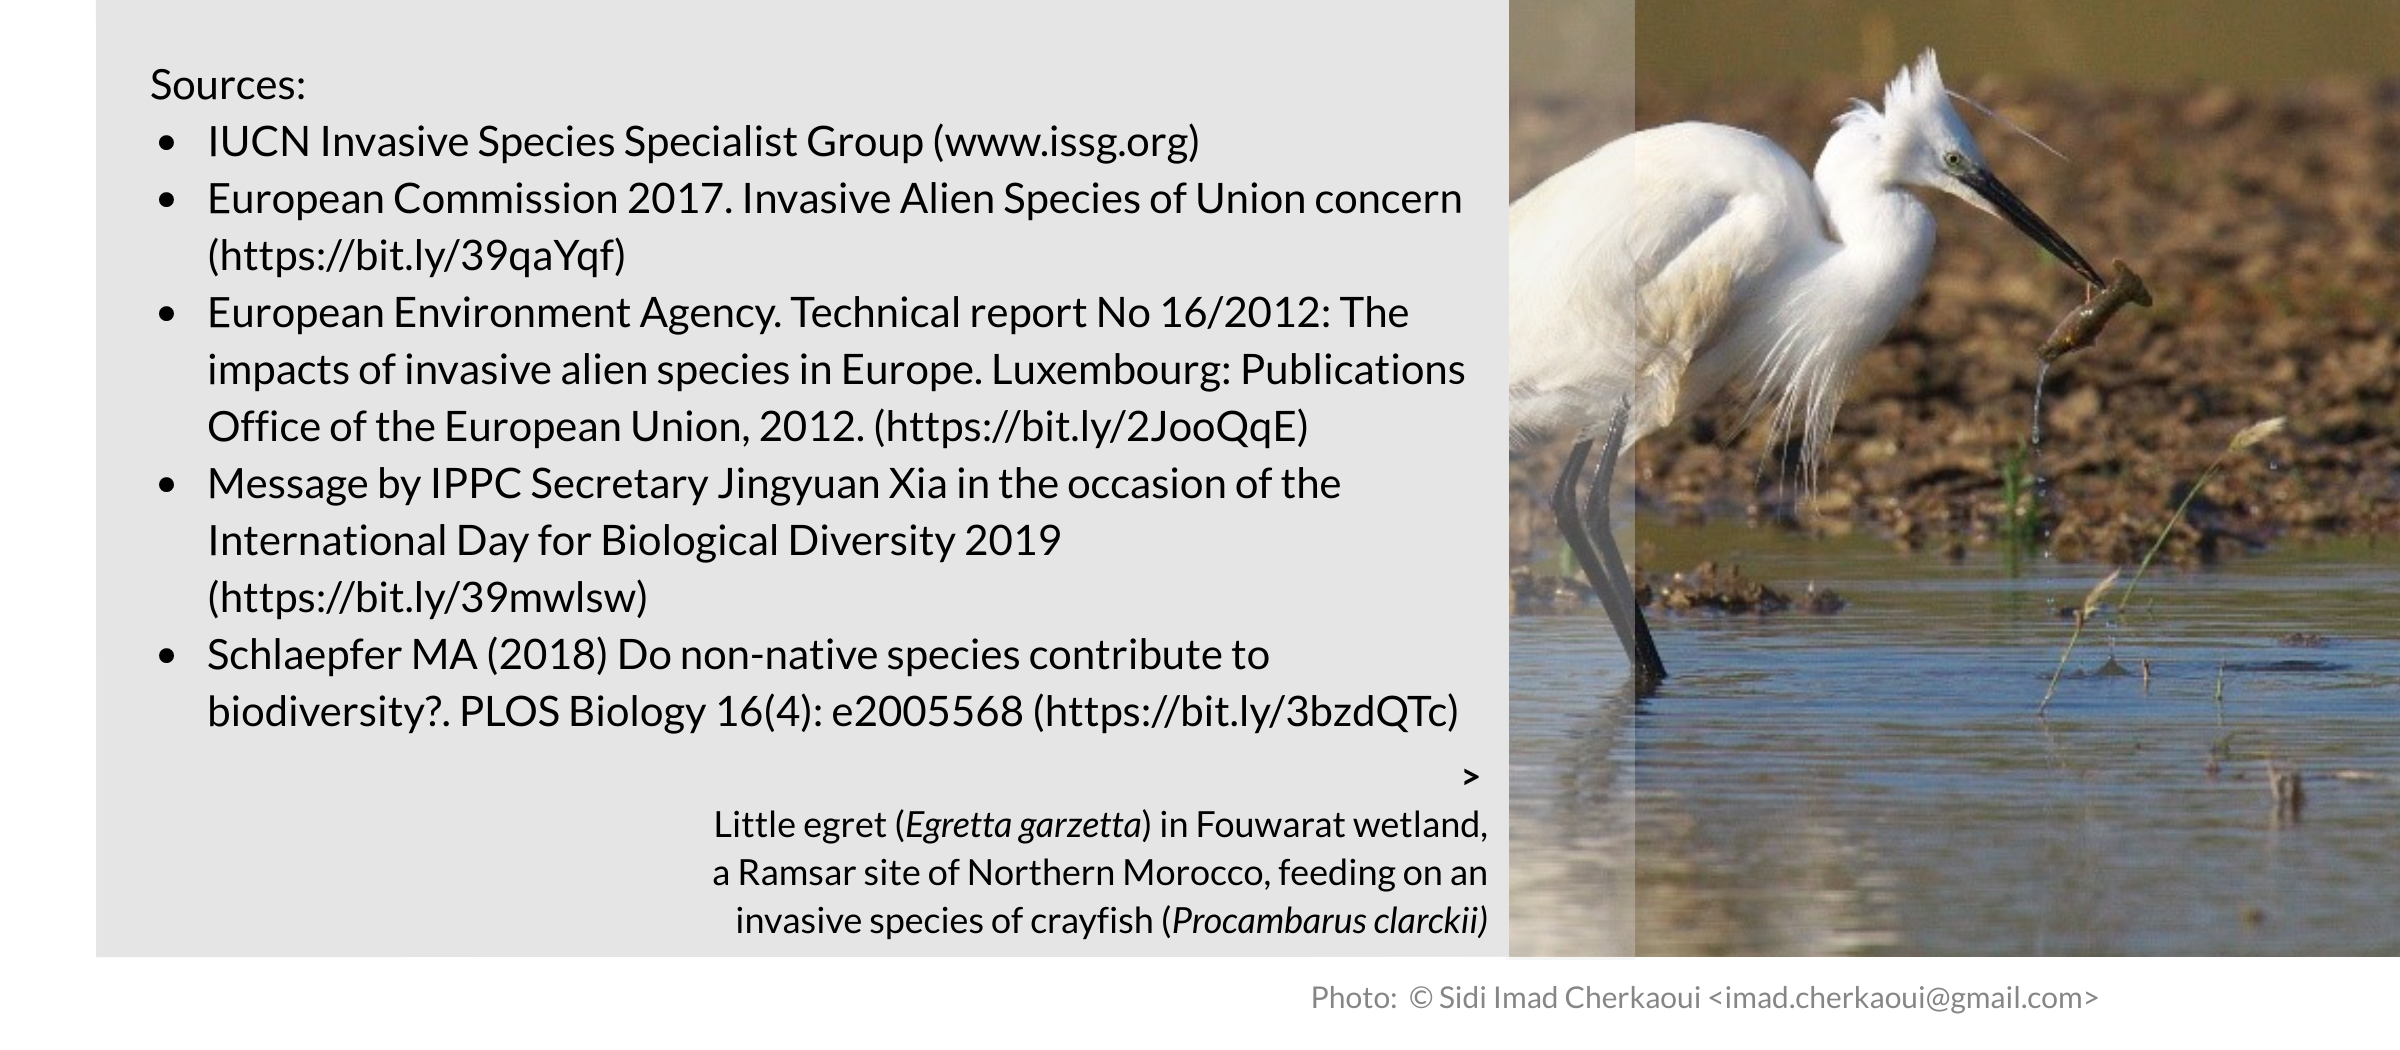 Sources:
• IUCN Invasive Species Specialist Group (www.issg.org)
• European Commission 2017. Invasive Alien Species of Union concern
(https://bit.ly/39qaYqf)
• European Environment Agency. Technical report No 16/2012: The
impacts of invasive alien species in Europe. Luxembourg: Publications
Office of the European Union, 2012. (https://bit.ly/2JooQqE)
• Message by IPPC Secretary Jingyuan Xia in the occasion of the
International Day for Biological Diversity 2019
(https://bit.ly/39mwlsw)
• Schlaepfer MA (2018) Do non-native species contribute to
biodiversity?. PLOS Biology 16(4): e2005568 (https://bit.ly/3bzdQTc)
>
Little egret (Egretta garzetta) in Fouwarat wetland,
a Ramsar site of Northern Morocco, feeding on an
invasive species of crayfish (Procambarus clarckii)
Photo: © Sidi Imad Cherkaoui <imad.cherkaoui@gmail.com>